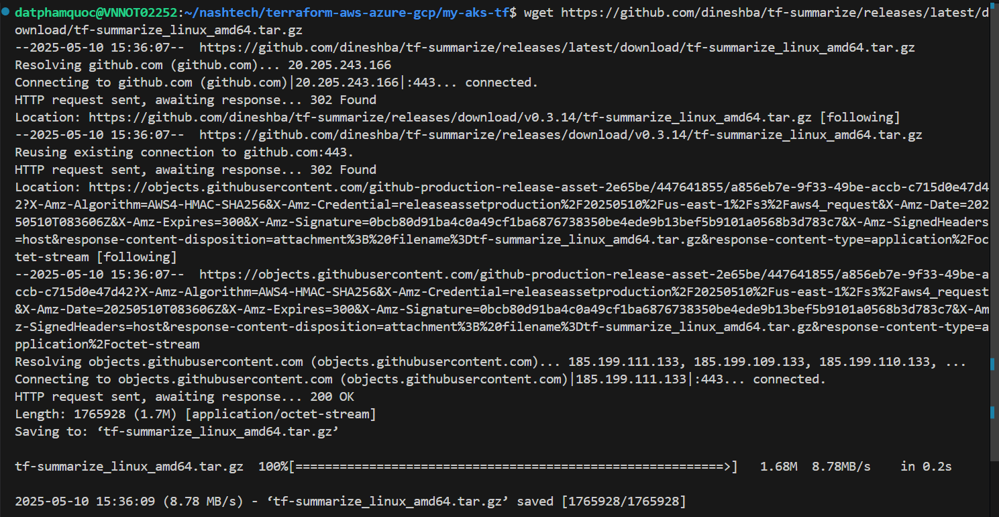 datphamquoc@VNNOT02252:~/nashtech/terraform-aws-azure-gcp/my-aks-tf$ wget https://github.com/dineshba/tf-summarize/releases/latest/d
ownload/tf-summarize_linux_amd64.tar.gz
--2025-05-10 15:36:07--  https://github.com/dineshba/tf-summarize/releases/latest/download/tf-summarize_linux_amd64.tar.gz
Resolving github.com (github.com)... 20.205.243.166
Connecting to github.com (github.com)|20.205.243.166|:443... connected.
HTTP request sent, awaiting response... 302 Found
Location: https://github.com/dineshba/tf-summarize/releases/download/v0.3.14/tf-summarize_linux_amd64.tar.gz [following]
--2025-05-10 15:36:07--  https://github.com/dineshba/tf-summarize/releases/download/v0.3.14/tf-summarize_linux_amd64.tar.gz
Reusing existing connection to github.com:443.
HTTP request sent, awaiting response... 302 Found
Location: https://objects.githubusercontent.com/github-production-release-asset-2e65be/447641855/a856eb7e-9f33-49be-accb-c715d0e47d4
2?X-Amz-Algorithm=AWS4-HMAC-SHA256&X-Amz-Credential=releaseassetproduction%2F20250510%2Fus-east-1%2Fs3%2Faws4_request&X-Amz-Date=202
50510T083606Z&X-Amz-Expires=300&X-Amz-Signature=0bcb80d91ba4c0a49cf1ba6876738350be4ede9b13bef5b9101a0568b3d783c7&X-Amz-SignedHeaders
=host&response-content-disposition=attachment%3B%20filename%3Dtf-summarize_linux_amd64.tar.gz&response-content-type=application%2Foc
tet-stream [following]
--2025-05-10 15:36:07--  https://objects.githubusercontent.com/github-production-release-asset-2e65be/447641855/a856eb7e-9f33-49be-a
ccb-c715d0e47d42?X-Amz-Algorithm=AWS4-HMAC-SHA256&X-Amz-Credential=releaseassetproduction%2F20250510%2Fus-east-1%2Fs3%2Faws4_request
&X-Amz-Date=20250510T083606Z&X-Amz-Expires=300&X-Amz-Signature=0bcb80d91ba4c0a49cf1ba6876738350be4ede9b13bef5b9101a0568b3d783c7&X-Am
z-SignedHeaders=host&response-content-disposition=attachment%3B%20filename%3Dtf-summarize_linux_amd64.tar.gz&response-content-type=a
pplication%2Foctet-stream
Resolving objects.githubusercontent.com (objects.githubusercontent.com)... 185.199.111.133, 185.199.109.133, 185.199.110.133, ...
Connecting to objects.githubusercontent.com (objects.githubusercontent.com)|185.199.111.133|:443... connected.
HTTP request sent, awaiting response... 200 OK
Length: 1765928 (1.7M) [application/octet-stream]
Saving to: ‘tf-summarize_linux_amd64.tar.gz’
tf-summarize_linux_amd64.tar.gz  100%[==========================================================>]   1.68M  8.78MB/s    in 0.2s
2025-05-10 15:36:09 (8.78 MB/s) - ‘tf-summarize_linux_amd64.tar.gz’ saved [1765928/1765928]